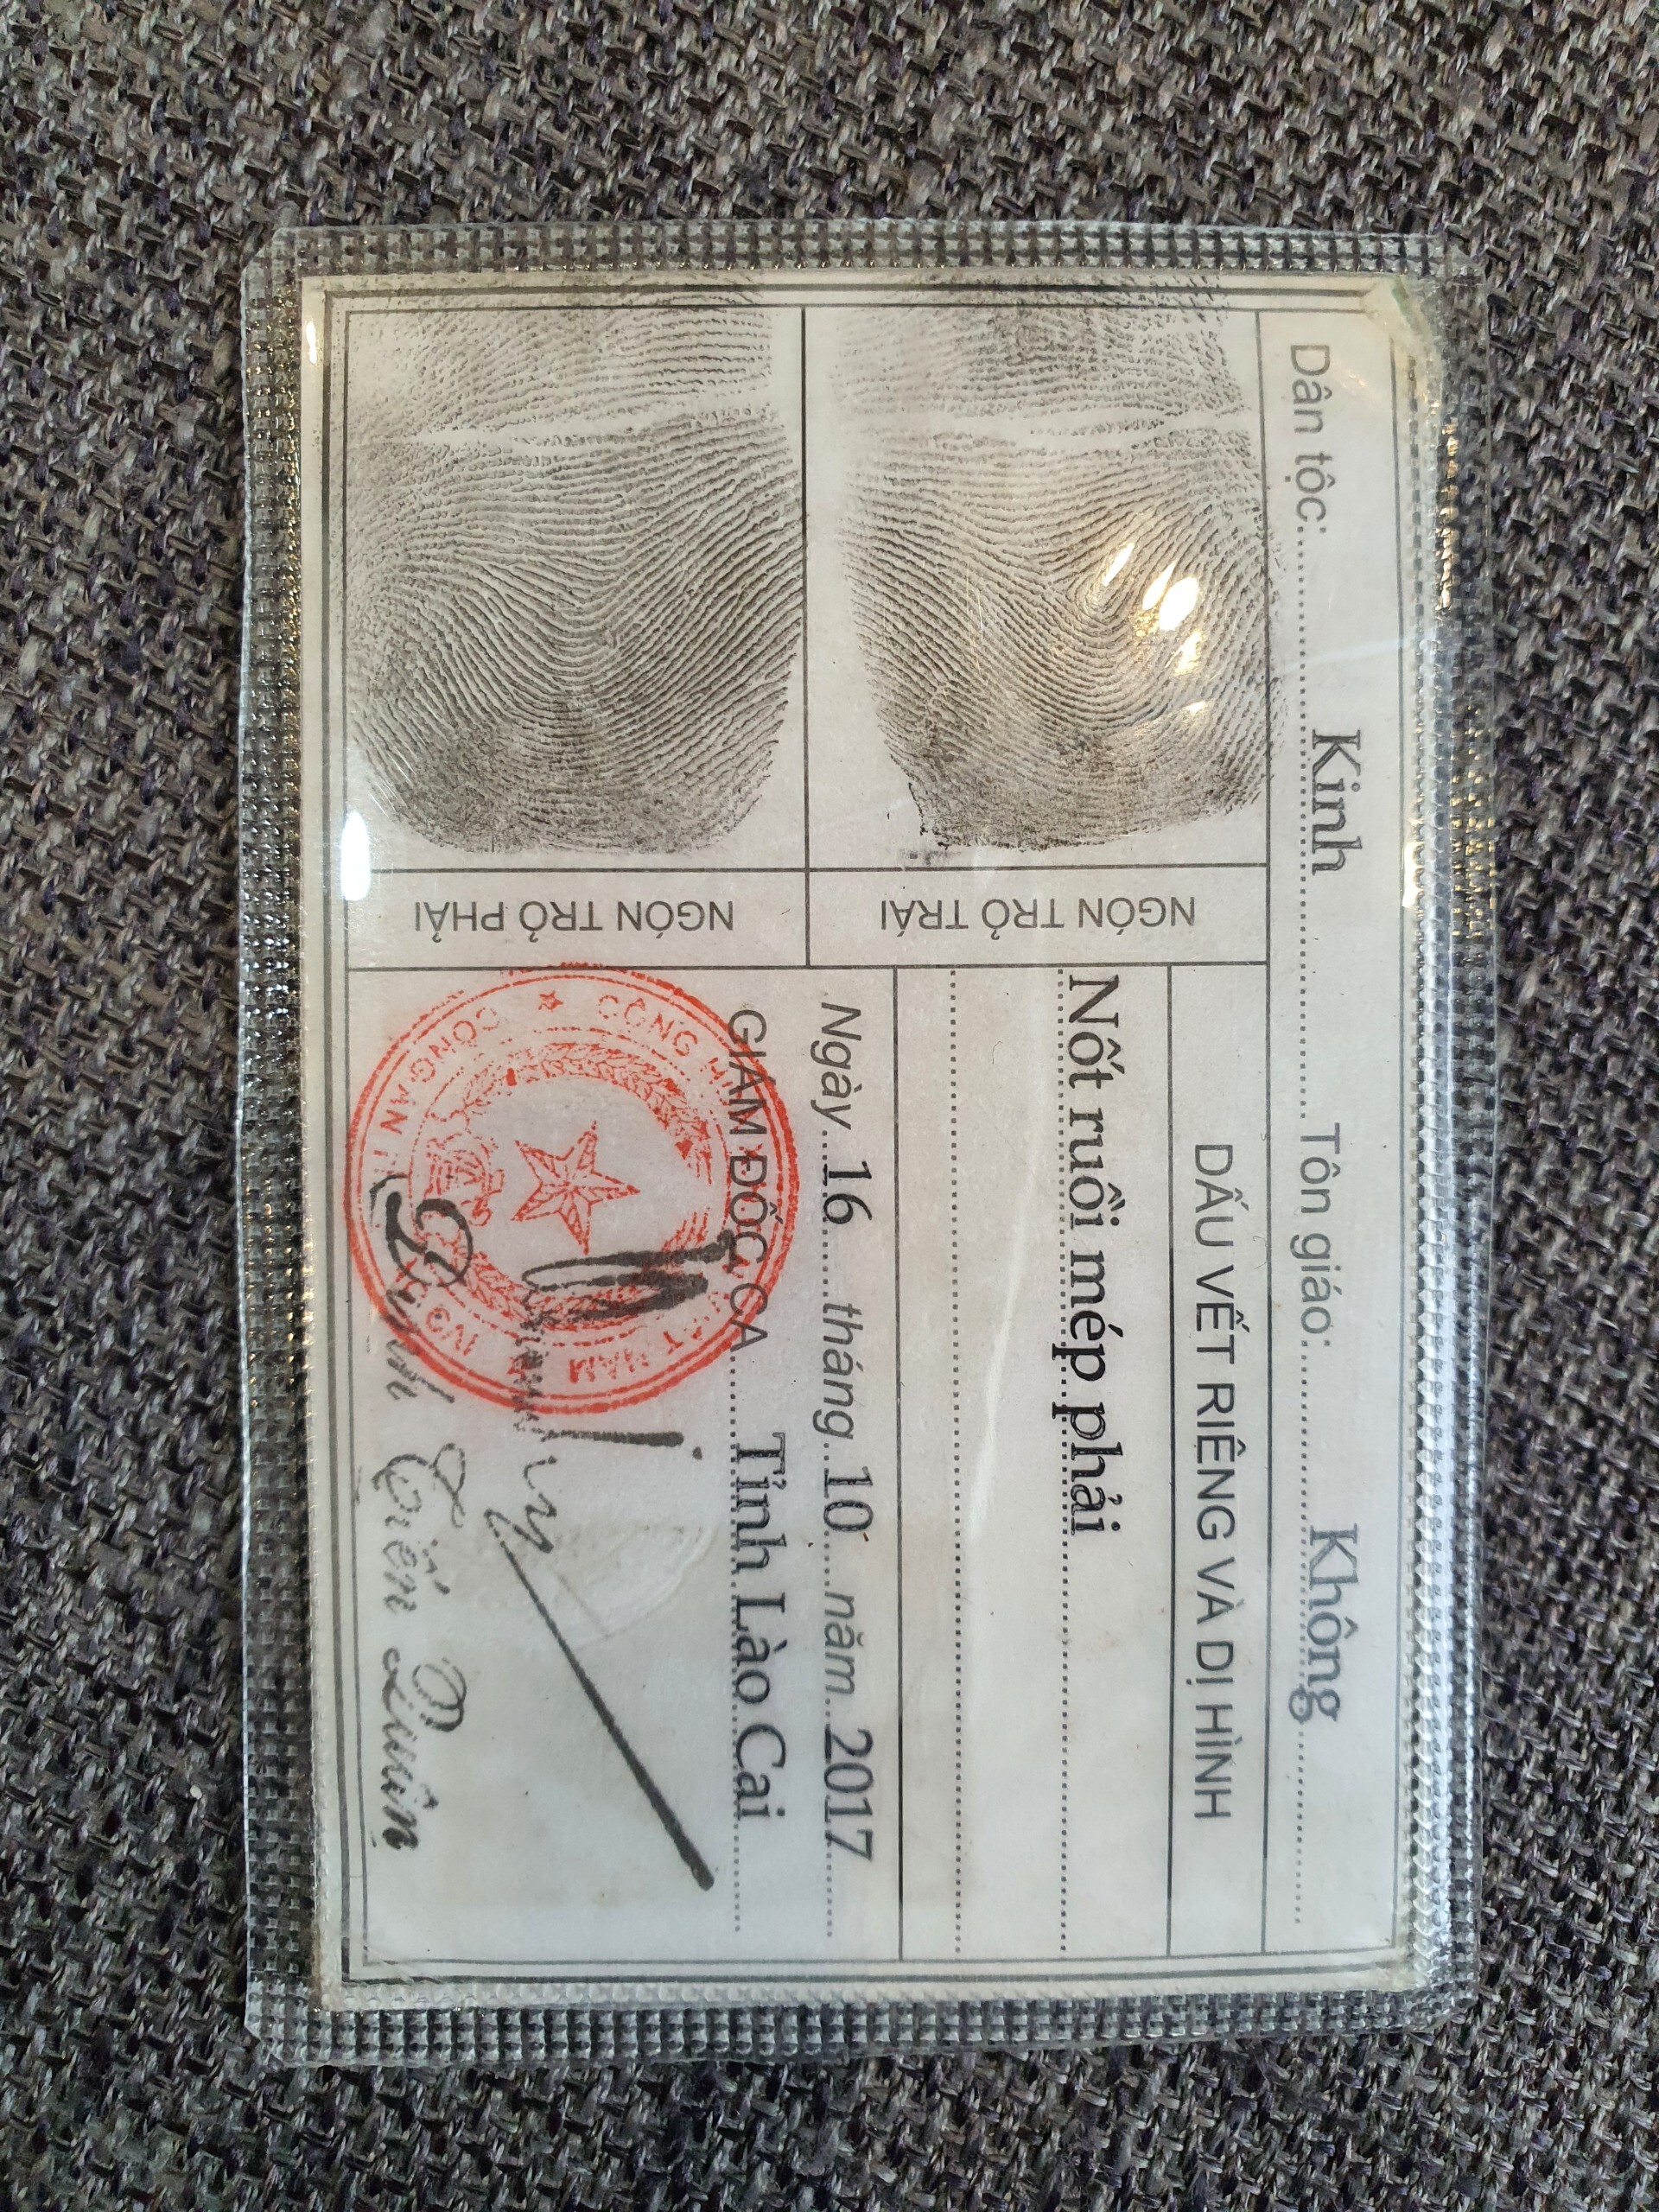 Dân tộc: Kinh Tôn giáo: Không
NGÓN TRỎ TRÁI
NGÓN TRỎ PHẢI
DẤU VẾT RIÊNG VÀ DỊ HÌNH
Nốt ruồi mép phải
Ngày 16 tháng 10 năm 2017
GIÁM ĐỐC CA Tỉnh Lào Cai